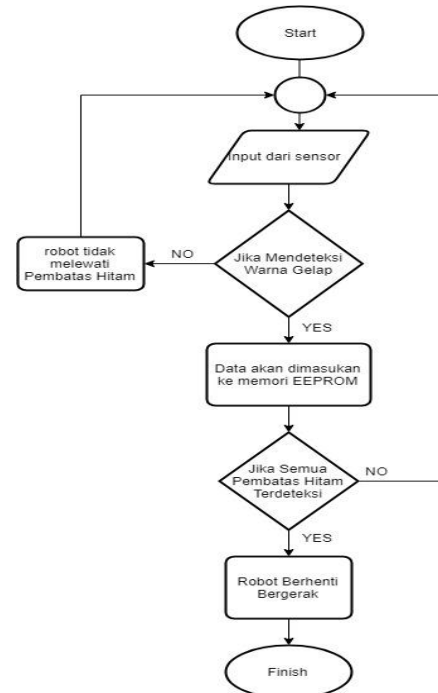 Start
Input dari sensor
Jika Mendeteksi
Warna Gelap
NO
robot tidak
melewati
Pembatas Hitam
YES
Data akan dimasukan
ke memori EEPROM
Jika Semua
Pembatas Hitam
Terdeteksi
NO
YES
Robot Berhenti
Bergerak
Finish